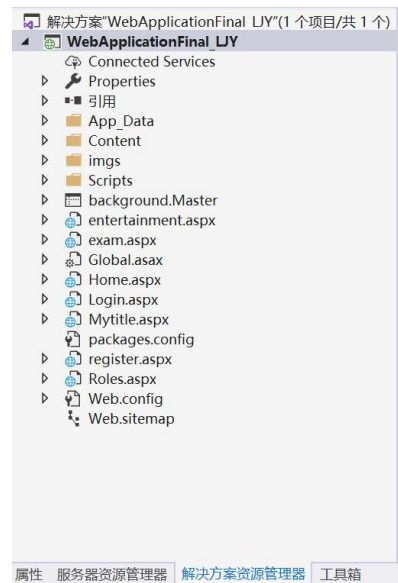 解决方案"WebApplicationFinal_LJY"(1 个项目/共 1 个)
WebApplicationFinal_LJY
Connected Services
Properties
引用
App_Data
Content
imgs
Scripts
background.Master
entertainment.aspx
exam.aspx
Global.asax
Home.aspx
Login.aspx
Mytitle.aspx
packages.config
register.aspx
Roles.aspx
Web.config
Web.sitemap
属性 服务器资源管理器 解决方案资源管理器 工具箱